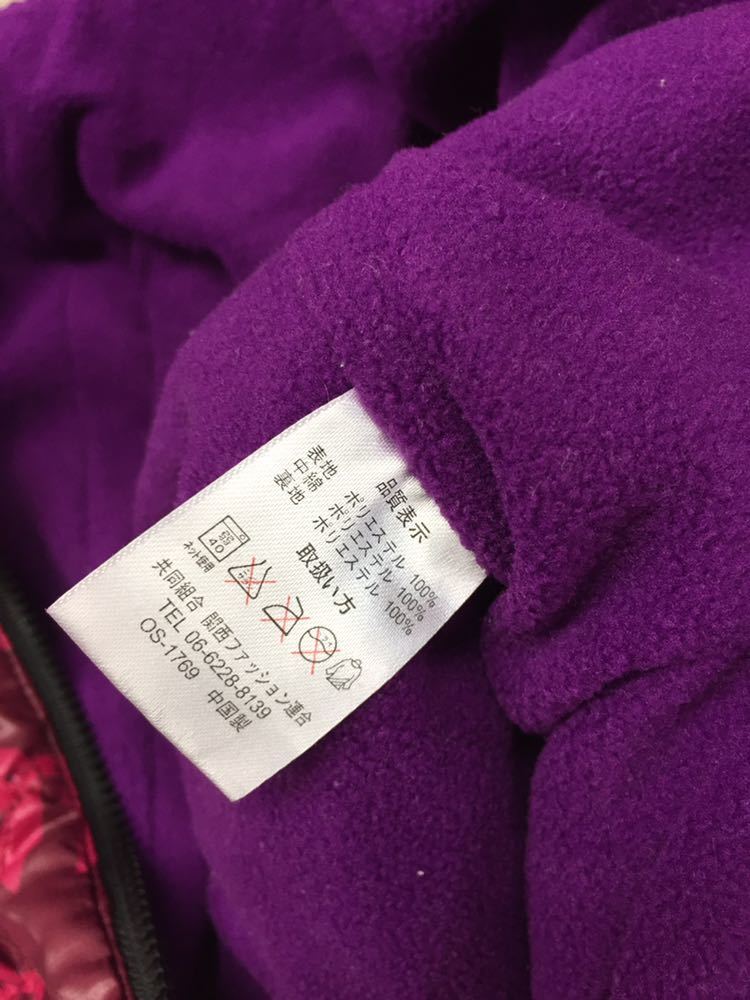 品質表示
表地 ポリエステル 100%
中綿 ポリエステル 100%
裏地 ポリエステル 100%
取扱い方
弱
40
ネット使用
共同組合 関西ファッション連合
TEL 06-6228-8139
OS-1769 中国製